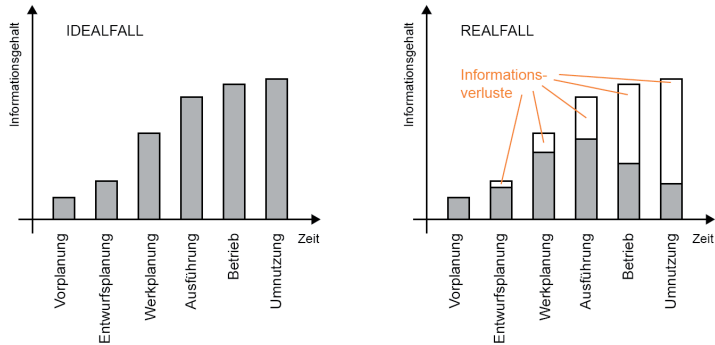 IDEALFALL
Informationsgehalt
Zeit
Vorplanung
Entwurfsplanung
Werkplanung
Ausführung
Betrieb
Umnutzung
REALFALL
Informationsgehalt
Informations-
verluste
Zeit
Vorplanung
Entwurfsplanung
Werkplanung
Ausführung
Betrieb
Umnutzung